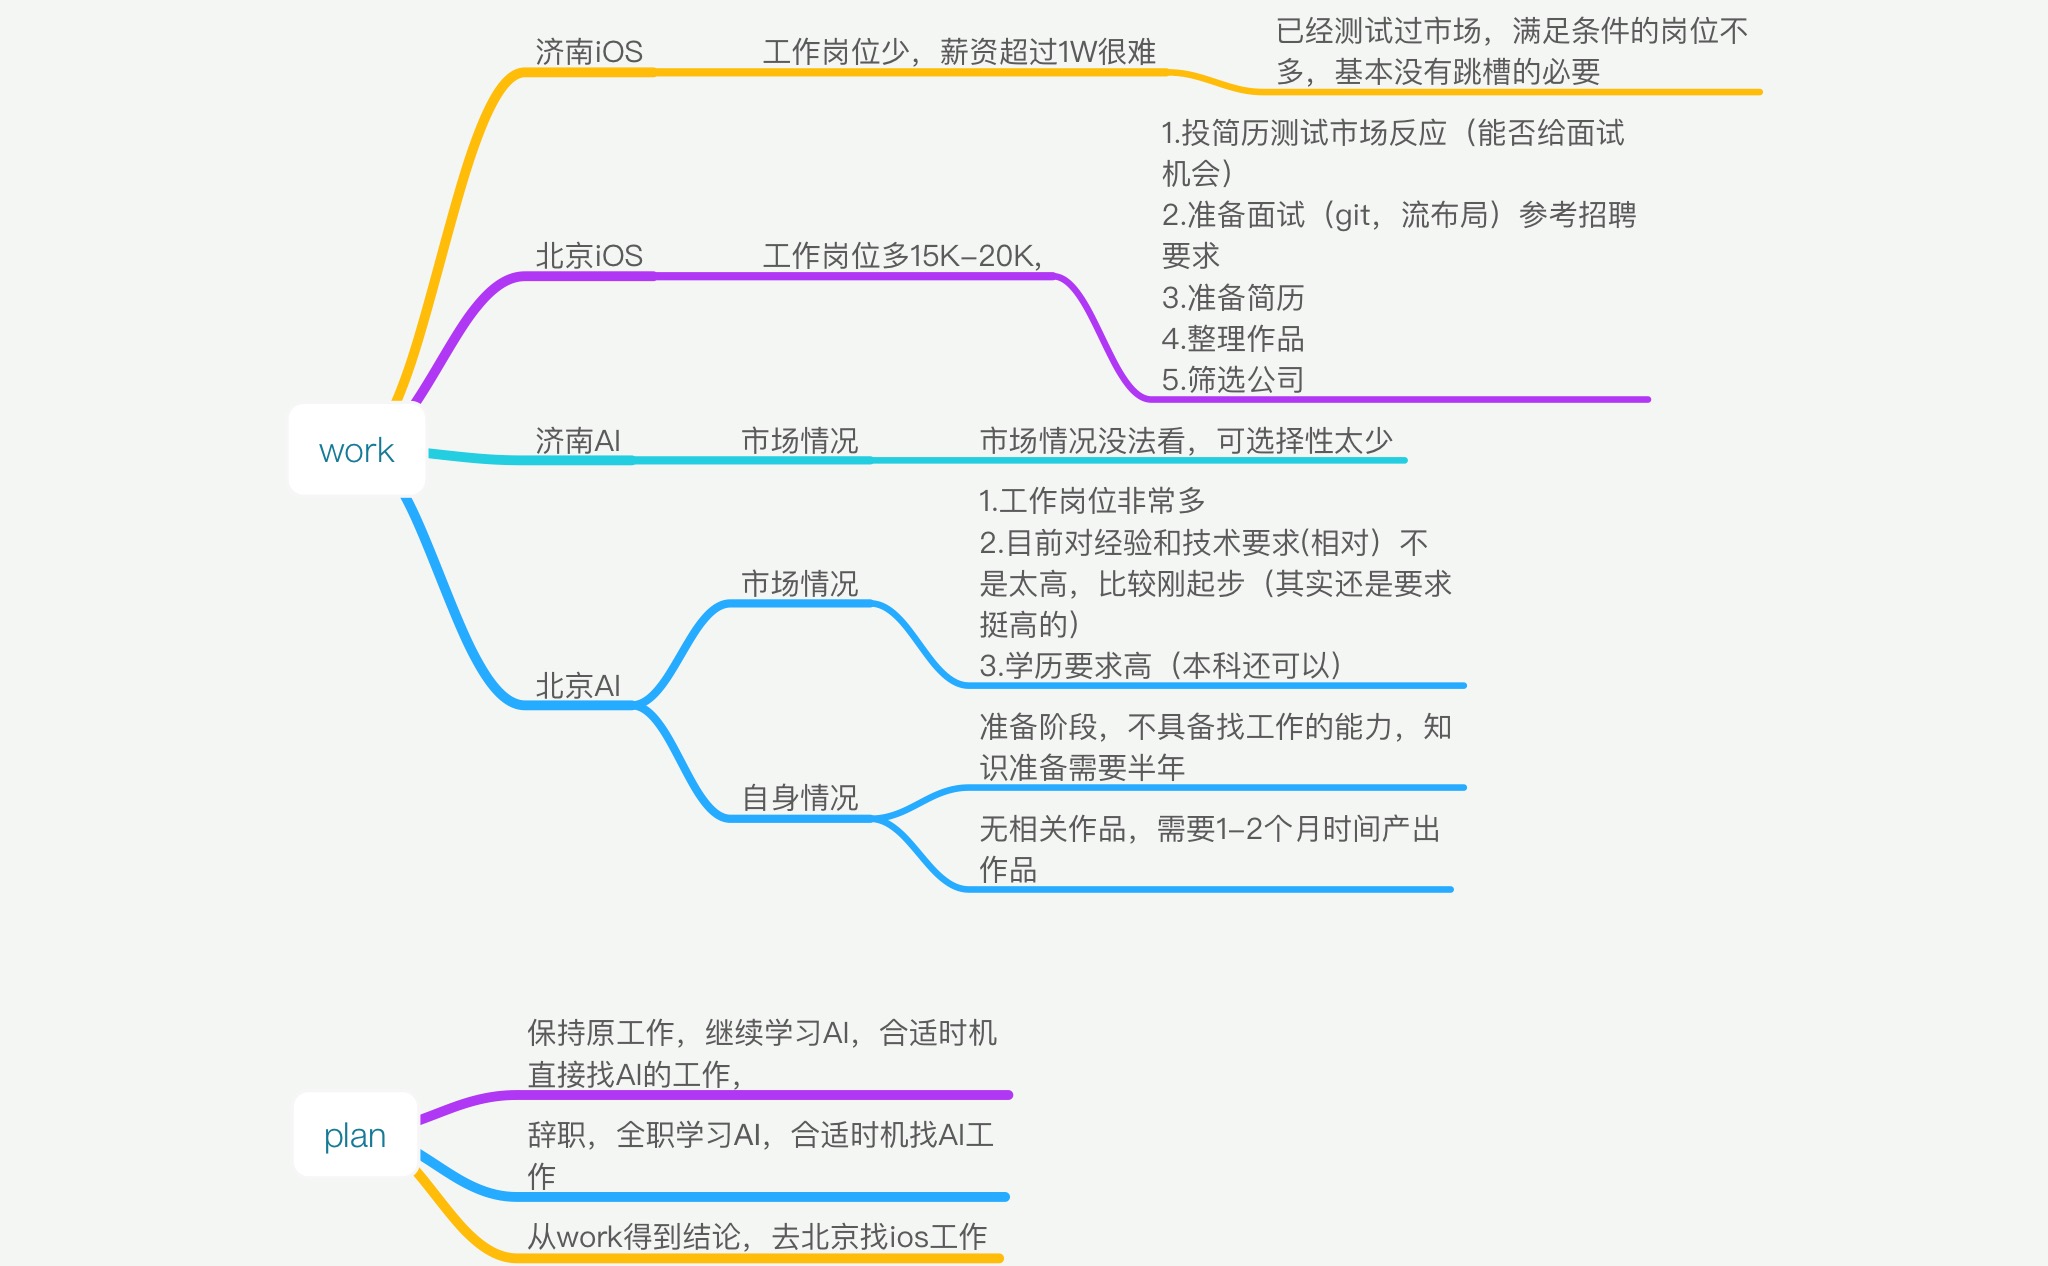 济南iOS
工作岗位少，薪资超过1W很难
已经测试过市场，满足条件的岗位不
多，基本没有跳槽的必要
北京iOS
工作岗位多15K-20K,
1.投简历测试市场反应（能否给面试
机会）
2.准备面试（git，流布局）参考招聘
要求
3.准备简历
4.整理作品
5.筛选公司
work
济南AI
市场情况
市场情况没法看，可选择性太少
北京AI
市场情况
1.工作岗位非常多
2.目前对经验和技术要求(相对）不
是太高，比较刚起步（其实还是要求
挺高的）
3.学历要求高（本科还可以）
自身情况
准备阶段，不具备找工作的能力，知
识准备需要半年
无相关作品，需要1-2个月时间产出
作品
plan
保持原工作，继续学习AI，合适时机
直接找AI的工作，
辞职，全职学习AI，合适时机找AI工
作
从work得到结论，去北京找ios工作